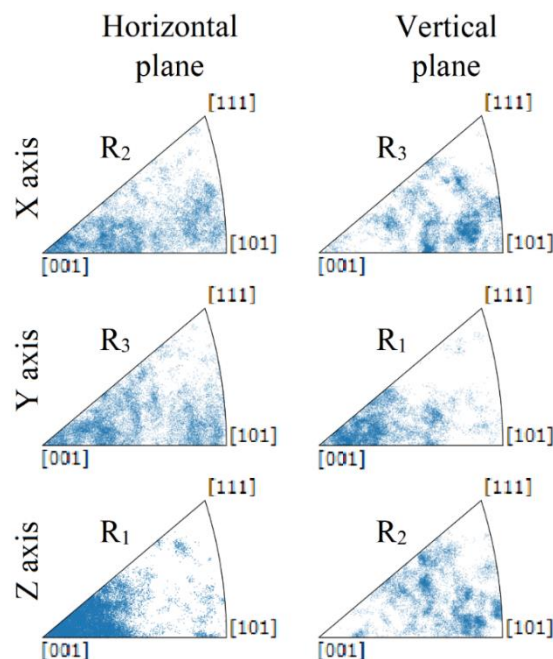 Horizontal
plane
Vertical
plane
X axis
R₂
[111]
[001]
[101]
R₃
[111]
[001]
[101]
Y axis
R₃
[111]
[001]
[101]
R₁
[111]
[001]
[101]
Z axis
R₁
[111]
[001]
[101]
R₂
[111]
[001]
[101]